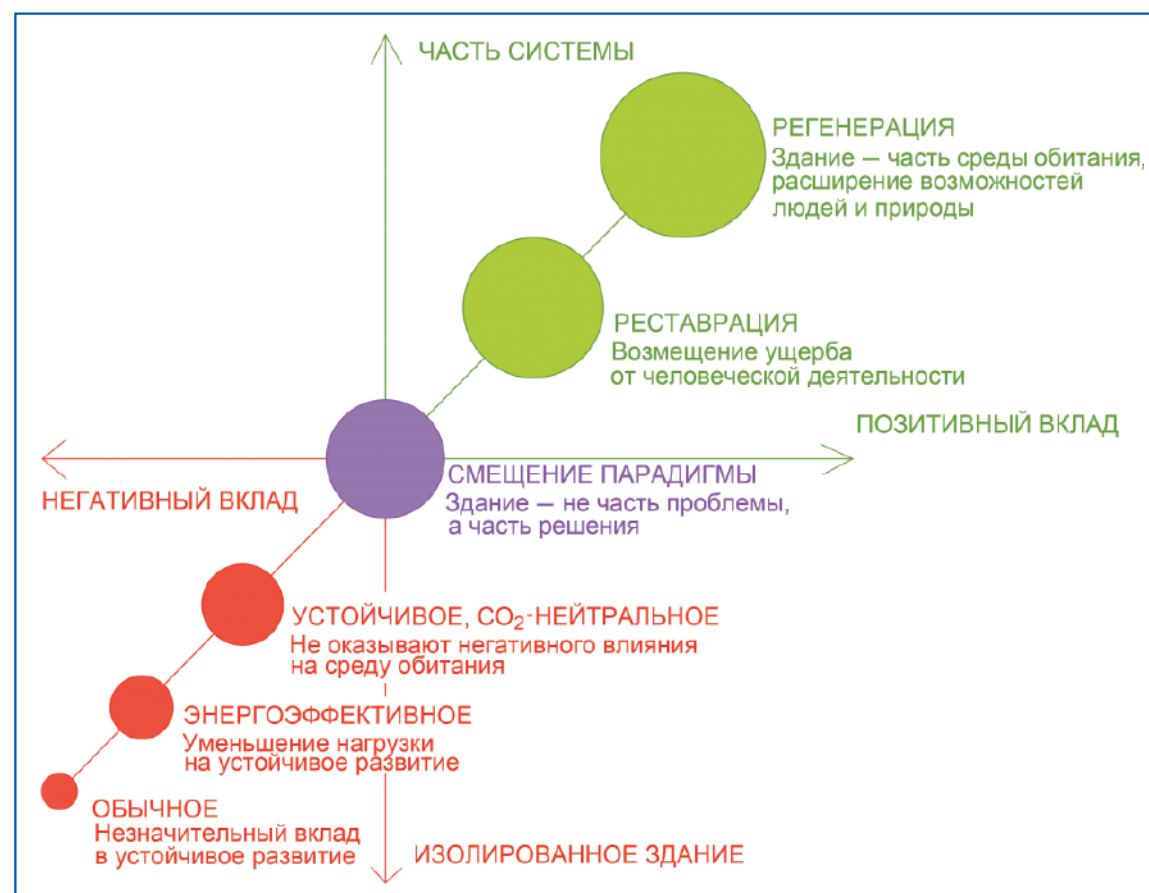 ЧАСТЬ СИСТЕМЫ
РЕГЕНЕРАЦИЯ
Здание — часть среды обитания,
расширение возможностей
людей и природы
РЕСТАВРАЦИЯ
Возмещение ущерба
от человеческой деятельности
ПОЗИТИВНЫЙ ВКЛАД
НЕГАТИВНЫЙ ВКЛАД
СМЕЩЕНИЕ ПАРАДИГМЫ
Здание — не часть проблемы,
а часть решения
УСТОЙЧИВОЕ, CO₂-НЕЙТРАЛЬНОЕ
Не оказывают негативного влияния
на среду обитания
ЭНЕРГОЭФФЕКТИВНОЕ
Уменьшение нагрузки
на устойчивое развитие
ОБЫЧНОЕ
Незначительный вклад
в устойчивое развитие
ИЗОЛИРОВАННОЕ ЗДАНИЕ